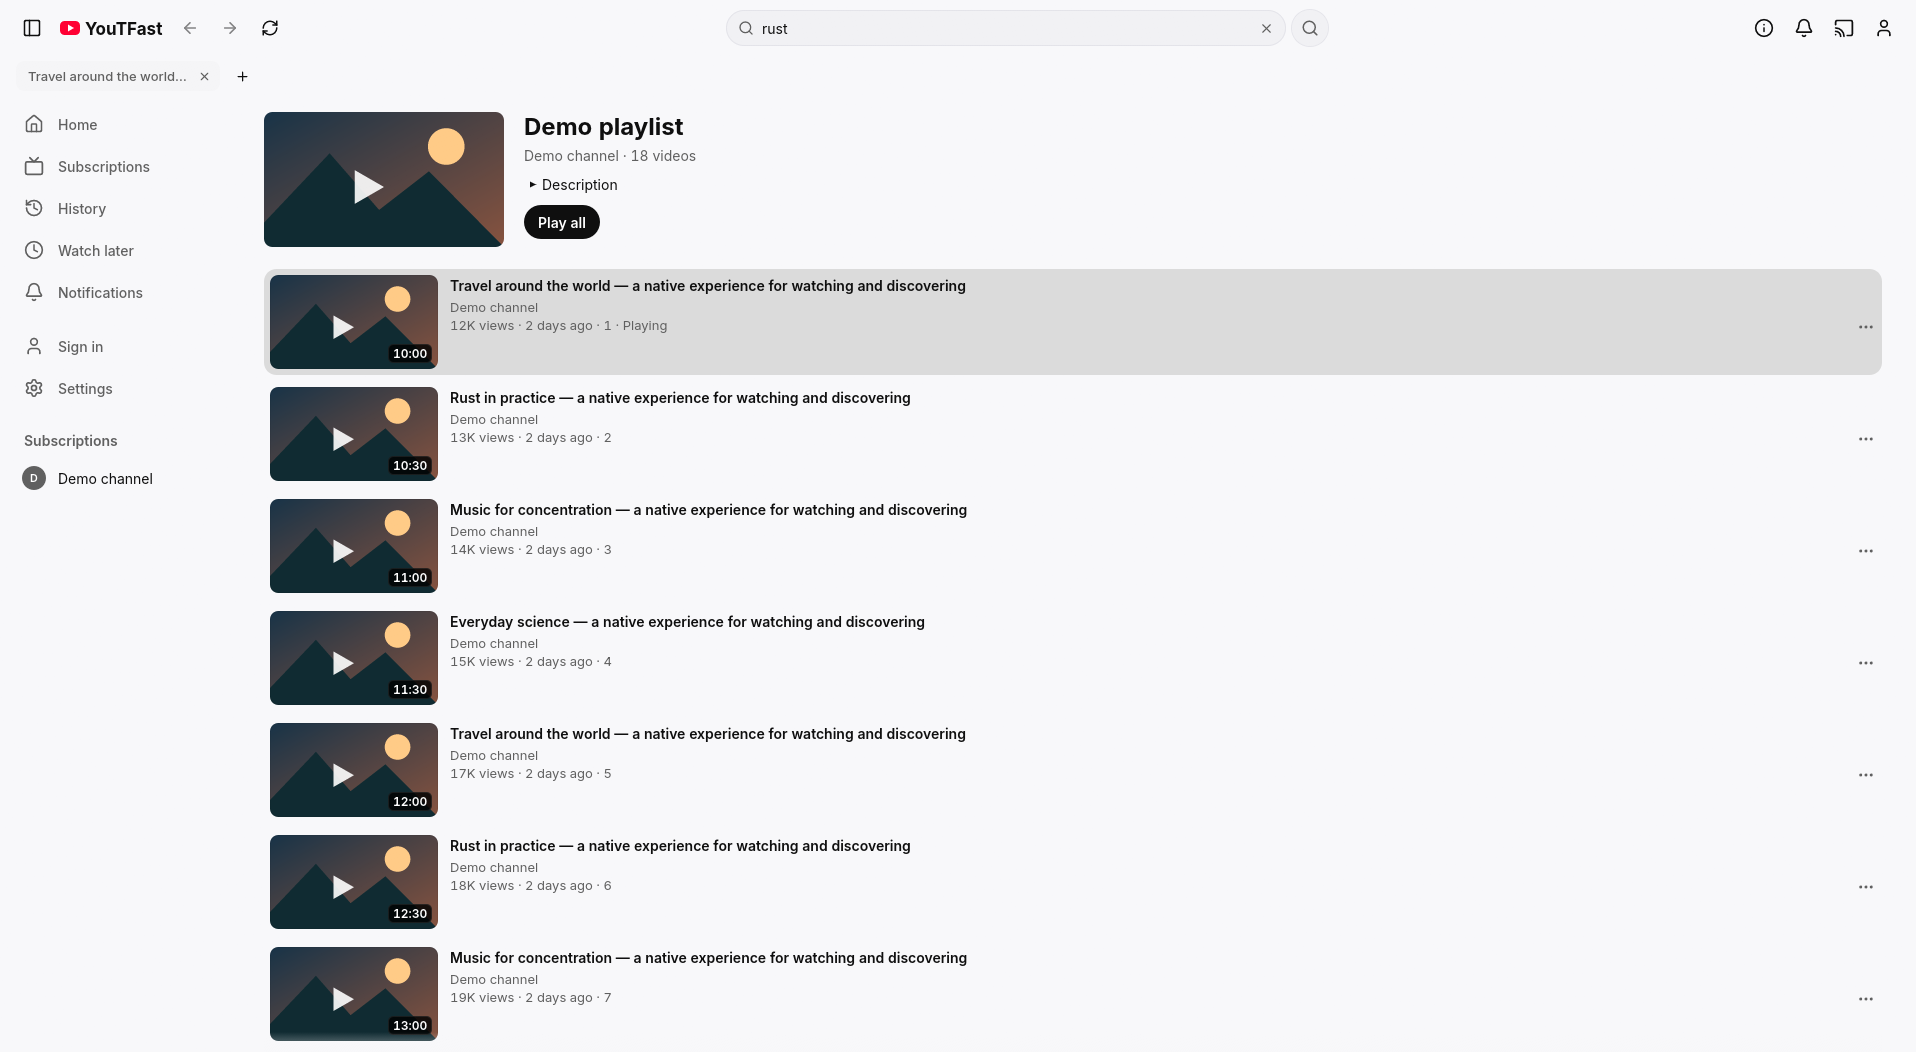 YouTFast
rust
Travel around the world...
Home
Subscriptions
History
Watch later
Notifications
Sign in
Settings
Subscriptions
D
Demo channel
Demo playlist
Demo channel · 18 videos
Description
Play all
Travel around the world — a native experience for watching and discovering
Demo channel
12K views · 2 days ago · 1 · Playing
10:00
Rust in practice — a native experience for watching and discovering
Demo channel
13K views · 2 days ago · 2
10:30
Music for concentration — a native experience for watching and discovering
Demo channel
14K views · 2 days ago · 3
11:00
Everyday science — a native experience for watching and discovering
Demo channel
15K views · 2 days ago · 4
11:30
Travel around the world — a native experience for watching and discovering
Demo channel
17K views · 2 days ago · 5
12:00
Rust in practice — a native experience for watching and discovering
Demo channel
18K views · 2 days ago · 6
12:30
Music for concentration — a native experience for watching and discovering
Demo channel
19K views · 2 days ago · 7
13:00